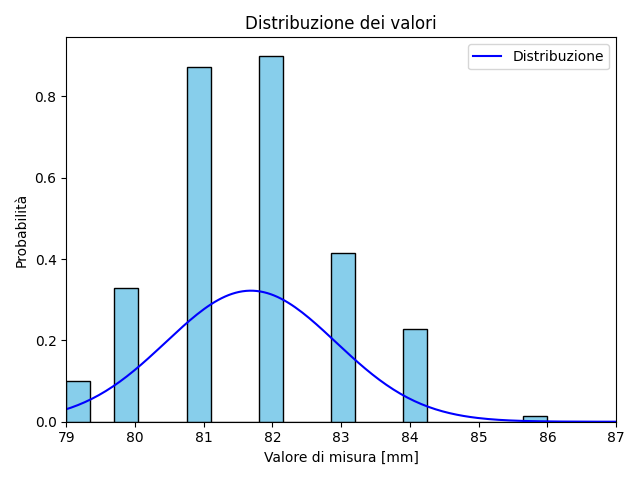 Distribuzione dei valori
Distribuzione
Probabilità
0.8
0.6
0.4
0.2
0.0
79 80 81 82 83 84 85 86 87
Valore di misura [mm]